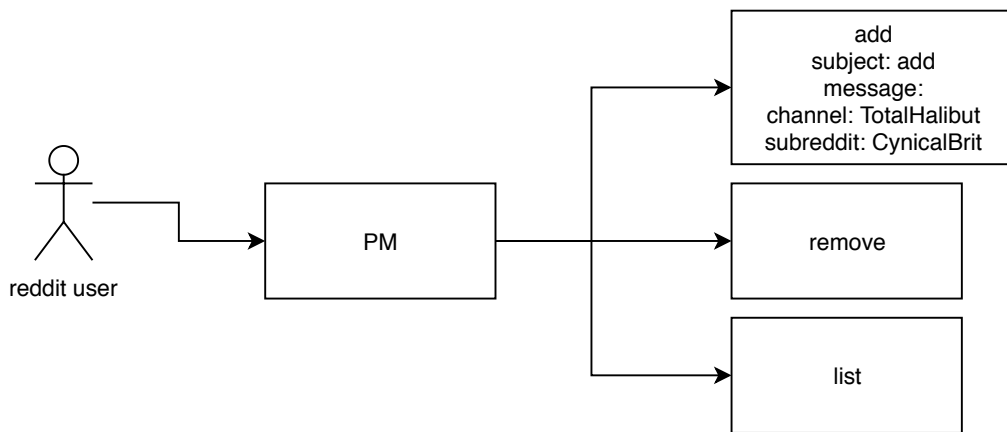 add
subject: add
message:
channel: TotalHalibut
subreddit: CynicalBrit
reddit user
PM
remove
list